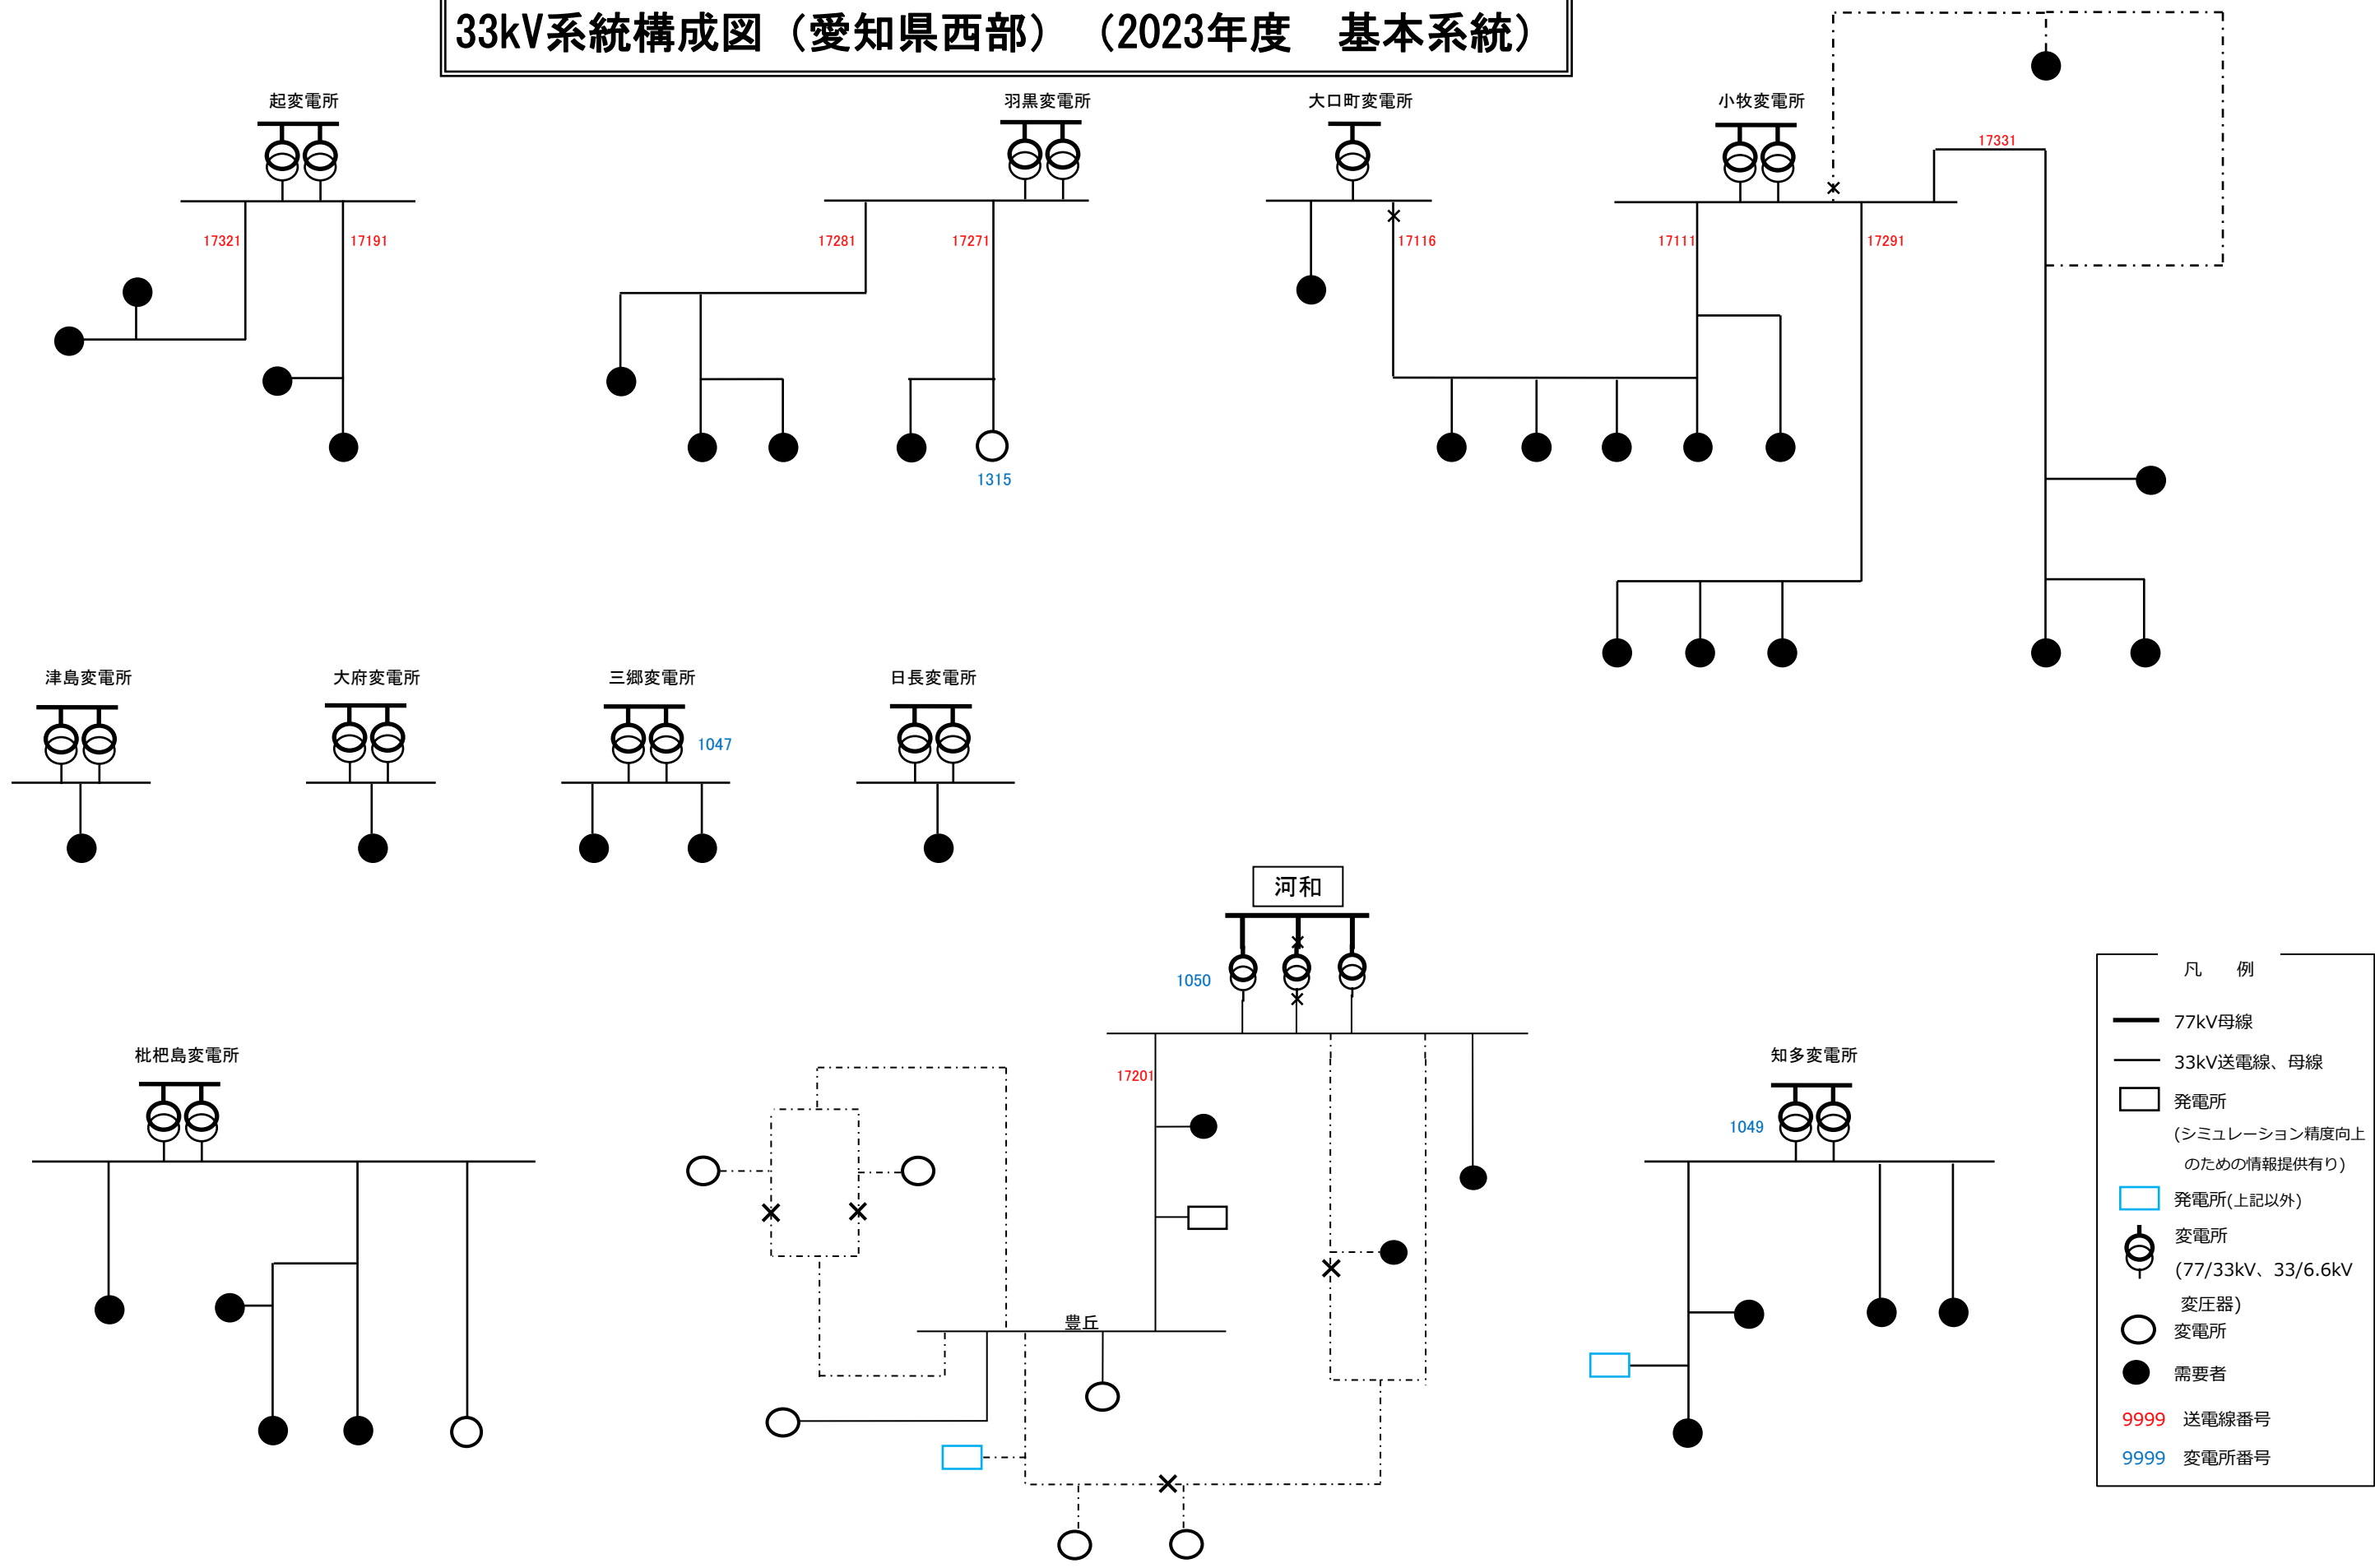 33kV系統構成図（愛知県西部）（2023年度　基本系統）
起変電所
羽黒変電所
大口町変電所
小牧変電所
17331
17321
17191
17281
17271
17116
17111
17291
1315
津島変電所
大府変電所
三郷変電所
日長変電所
1047
河和
1050
枇杷島変電所
17201
知多変電所
1049
豊丘
凡　例
77kV母線
33kV送電線、母線
発電所
(シミュレーション精度向上
のための情報提供有り)
発電所(上記以外)
変電所
(77/33kV、33/6.6kV
変圧器)
変電所
需要者
9999　送電線番号
9999　変電所番号